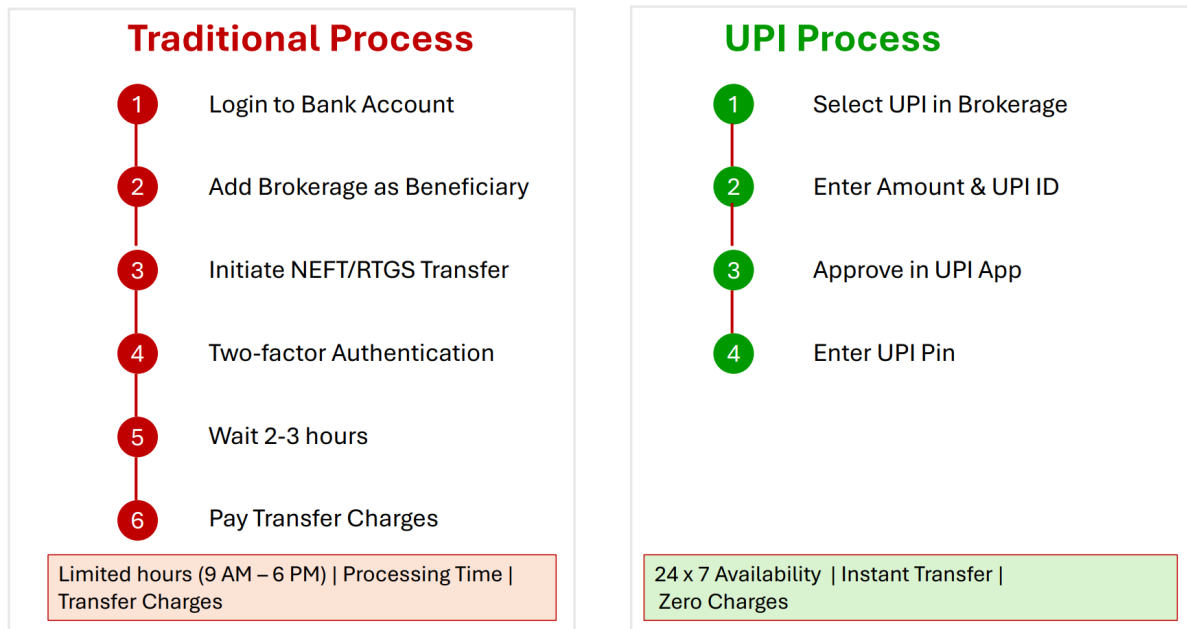 Traditional Process
1 Login to Bank Account
2 Add Brokerage as Beneficiary
3 Initiate NEFT/RTGS Transfer
4 Two-factor Authentication
5 Wait 2-3 hours
6 Pay Transfer Charges
Limited hours (9 AM – 6 PM) | Processing Time |
Transfer Charges
UPI Process
1 Select UPI in Brokerage
2 Enter Amount & UPI ID
3 Approve in UPI App
4 Enter UPI Pin
24 x 7 Availability | Instant Transfer |
Zero Charges